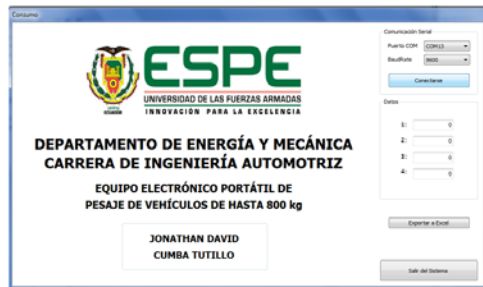 Consumo
ESPE
UNIVERSIDAD DE LAS FUERZAS ARMADAS
INNOVACIÓN PARA LA EXCELENCIA
ECUADOR
DEPARTAMENTO DE ENERGÍA Y MECÁNICA
CARRERA DE INGENIERÍA AUTOMOTRIZ
EQUIPO ELECTRÓNICO PORTÁTIL DE
PESAJE DE VEHÍCULOS DE HASTA 800 kg
JONATHAN DAVID
CUMBA TUTILLO
Comunicación Serial
Puerto COM COM15
BaudRate 9600
Conectarse
Datos
1: 0
2: 0
3: 0
4: 0
Exportar a Excel
Salir del Sistema